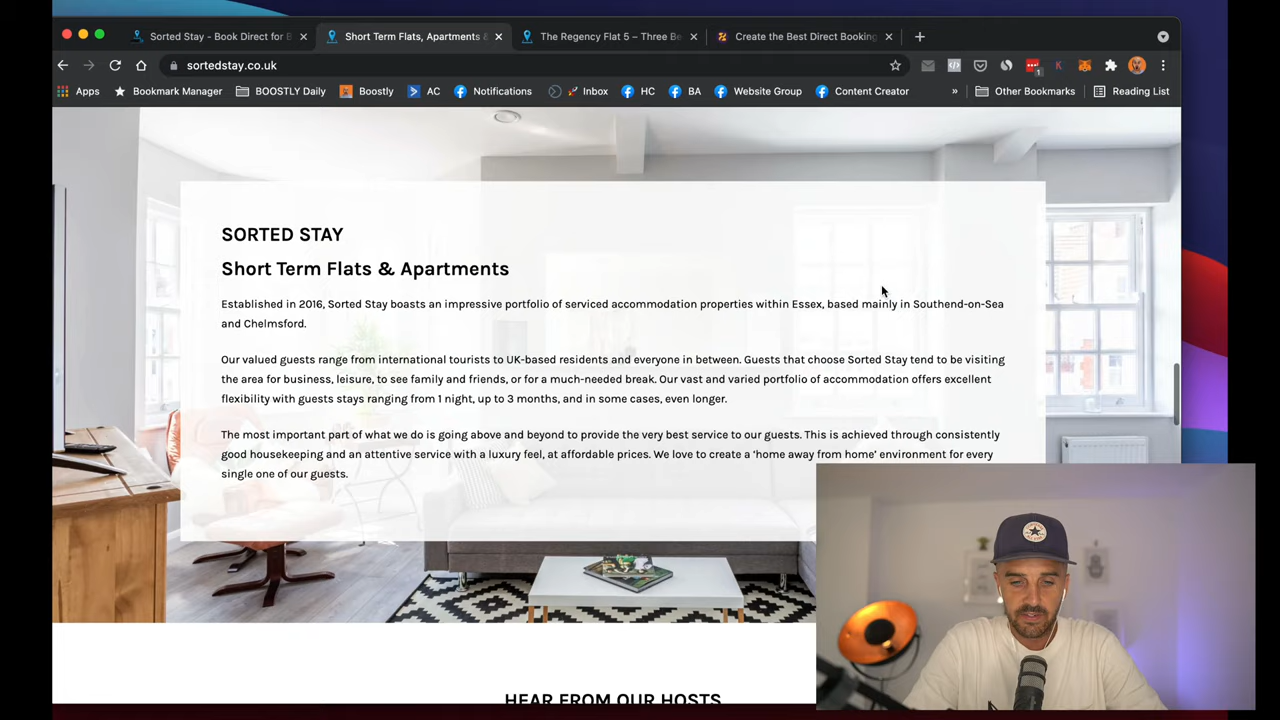 Sorted Stay - Book Direct for B
Short Term Flats, Apartments &
The Regency Flat 5 – Three Be
Create the Best Direct Booking
sortedstay.co.uk
1
Apps
Bookmark Manager
BOOSTLY Daily
Boostly
AC
Notifications
Inbox
HC
BA
Website Group
Content Creator
»
Other Bookmarks
Reading List
SORTED STAY
Short Term Flats & Apartments
Established in 2016, Sorted Stay boasts an impressive portfolio of serviced accommodation properties within Essex, based mainly in Southend-on-Sea
and Chelmsford.
Our valued guests range from international tourists to UK-based residents and everyone in between. Guests that choose Sorted Stay tend to be visiting
the area for business, leisure, to see family and friends, or for a much-needed break. Our vast and varied portfolio of accommodation offers excellent
flexibility with guests stays ranging from 1 night, up to 3 months, and in some cases, even longer.
The most important part of what we do is going above and beyond to provide the very best service to our guests. This is achieved through consistently
good housekeeping and an attentive service with a luxury feel, at affordable prices. We love to create a ‘home away from home’ environment for every
single one of our guests.
HEAR FROM OUR HOSTS